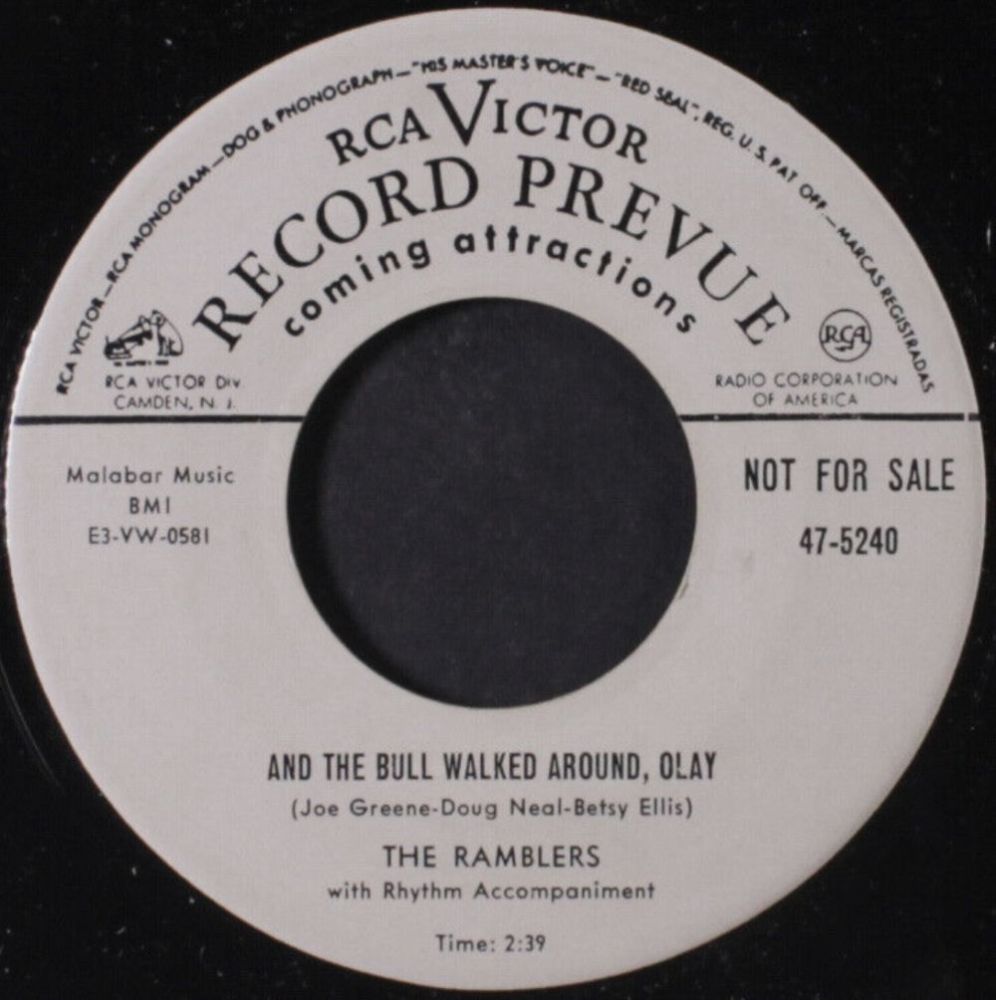 RCA VICTOR — RCA MONOGRAM — DOG & PHONOGRAPH — "HIS MASTER'S VOICE" — "RED SEAL", REG. U. S. PAT. OFF. — MARCAS REGISTRADAS
RCA VICTOR
RECORD PREVUE
coming attractions
RCA VICTOR DIV.
CAMDEN, N. J.
RCA
RADIO CORPORATION
OF AMERICA
Malabar Music
BMI
E3-VW-0581
NOT FOR SALE
47-5240
AND THE BULL WALKED AROUND, OLAY
(Joe Greene-Doug Neal-Betsy Ellis)
THE RAMBLERS
with Rhythm Accompaniment
Time: 2:39